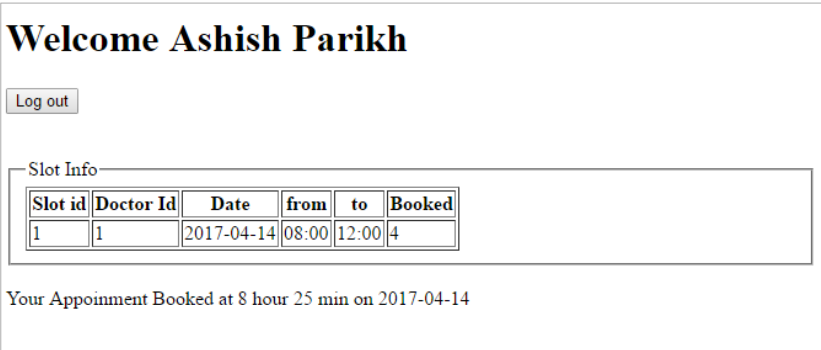 Welcome Ashish Parikh
Log out
Slot Info
Slot id Doctor Id Date from to Booked
1 1 2017-04-14 08:00 12:00 4
Your Appoinment Booked at 8 hour 25 min on 2017-04-14